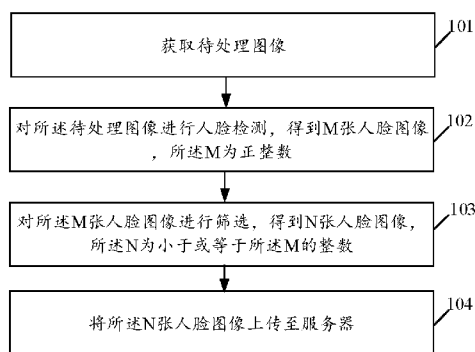 101
获取待处理图像
102
对所述待处理图像进行人脸检测，得到M张人脸图像
，所述M为正整数
103
对所述M张人脸图像进行筛选，得到N张人脸图像，
所述N为小于或等于所述M的整数
104
将所述N张人脸图像上传至服务器